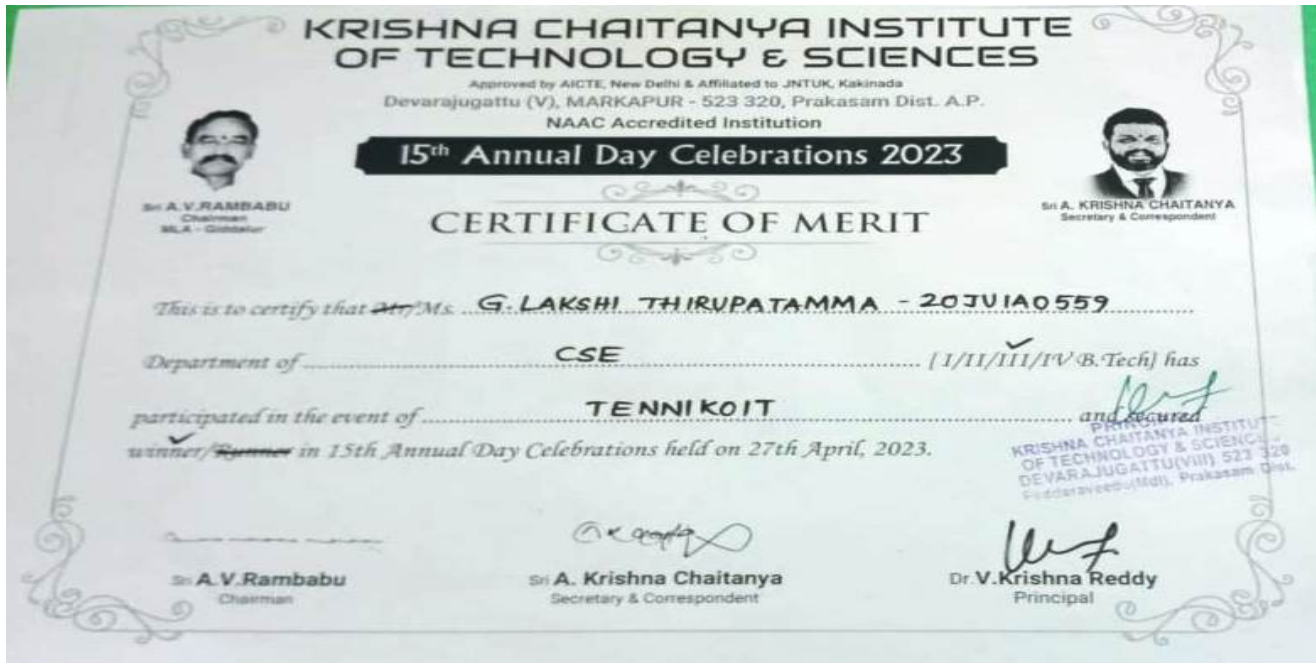 KRISHNA CHAITANYA INSTITUTE
OF TECHNOLOGY & SCIENCES
Approved by AICTE, New Delhi & Affiliated to JNTUK, Kakinada
Devarajugattu (V), MARKAPUR - 523 320, Prakasam Dist. A.P.
NAAC Accredited Institution
15th Annual Day Celebrations 2023
Sri A.V.RAMBABU
Chairman
MLA - Giddalur
Sri A. KRISHNA CHAITANYA
Secretary & Correspondent
CERTIFICATE OF MERIT
This is to certify that Mr/Ms. G. LAKSHI THIRUPATAMMA - 20JU1A0559
Department of CSE [I/II/III/IV B.Tech] has
participated in the event of TENNIKOIT and secured
winner/Runner in 15th Annual Day Celebrations held on 27th April, 2023.
PRINCIPAL
KRISHNA CHAITANYA INSTITUTE
OF TECHNOLOGY & SCIENCES
DEVARAJUGATTU(Vill) 523 320
Peddaraveedu(Mdl), Prakasam Dist.
Sri A.V.Rambabu
Chairman
Sri A. Krishna Chaitanya
Secretary & Correspondent
Dr.V.Krishna Reddy
Principal